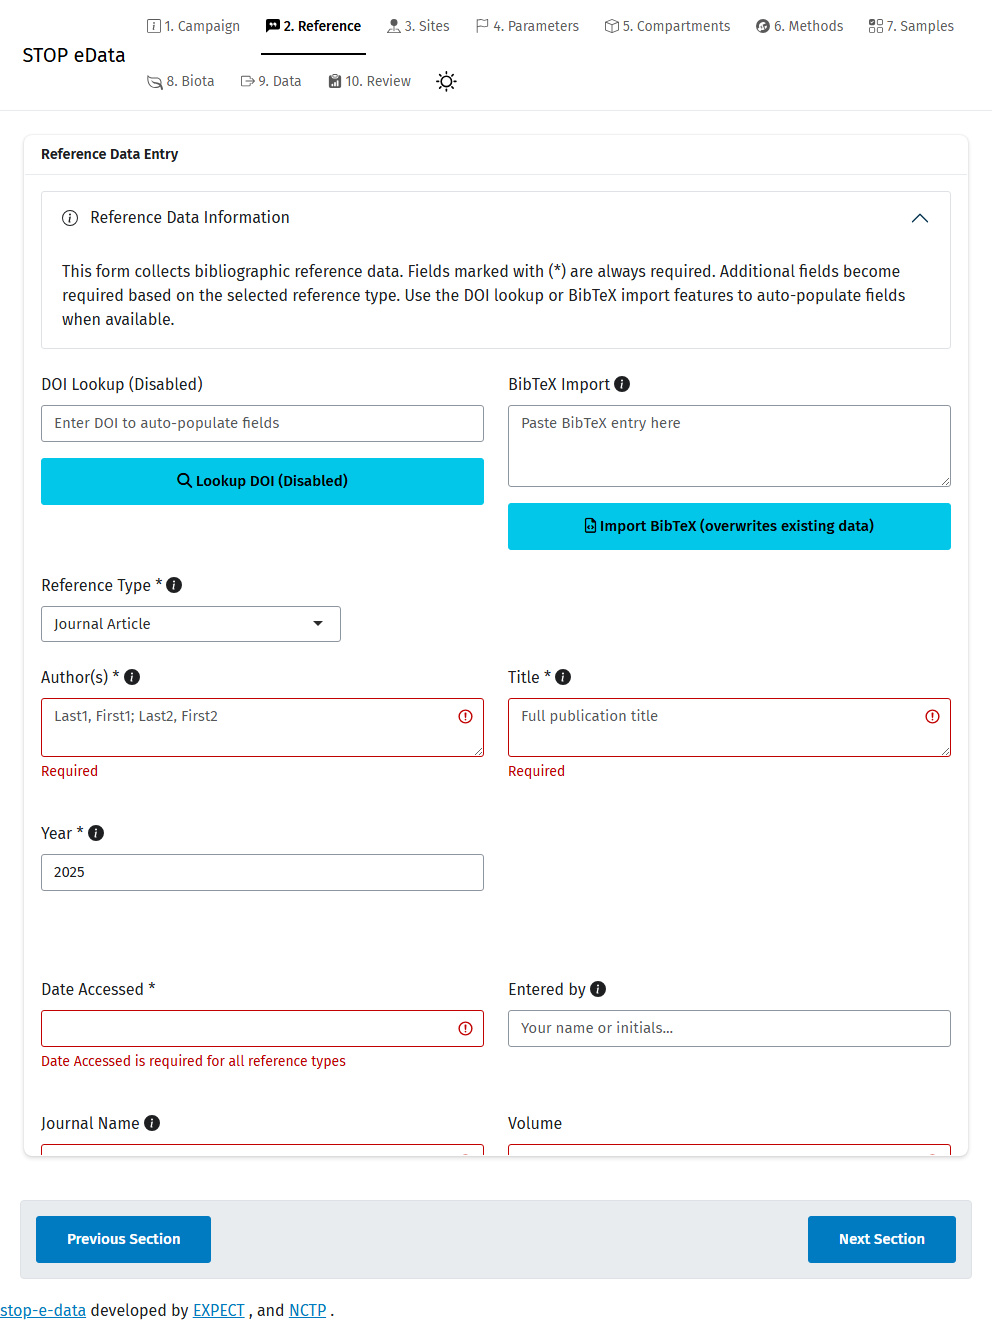 STOP eData
1. Campaign
2. Reference
3. Sites
4. Parameters
5. Compartments
6. Methods
7. Samples
8. Biota
9. Data
10. Review
Reference Data Entry
Reference Data Information
This form collects bibliographic reference data. Fields marked with (*) are always required. Additional fields become
required based on the selected reference type. Use the DOI lookup or BibTeX import features to auto-populate fields
when available.
DOI Lookup (Disabled)
Enter DOI to auto-populate fields
Lookup DOI (Disabled)
BibTeX Import
Paste BibTeX entry here
Import BibTeX (overwrites existing data)
Reference Type *
Journal Article
Author(s) *
Last1, First1; Last2, First2
Required
Title *
Full publication title
Required
Year *
2025
Date Accessed *
Date Accessed is required for all reference types
Entered by
Your name or initials...
Journal Name
Volume
Previous Section
Next Section
stop-e-data developed by EXPECT , and NCTP .